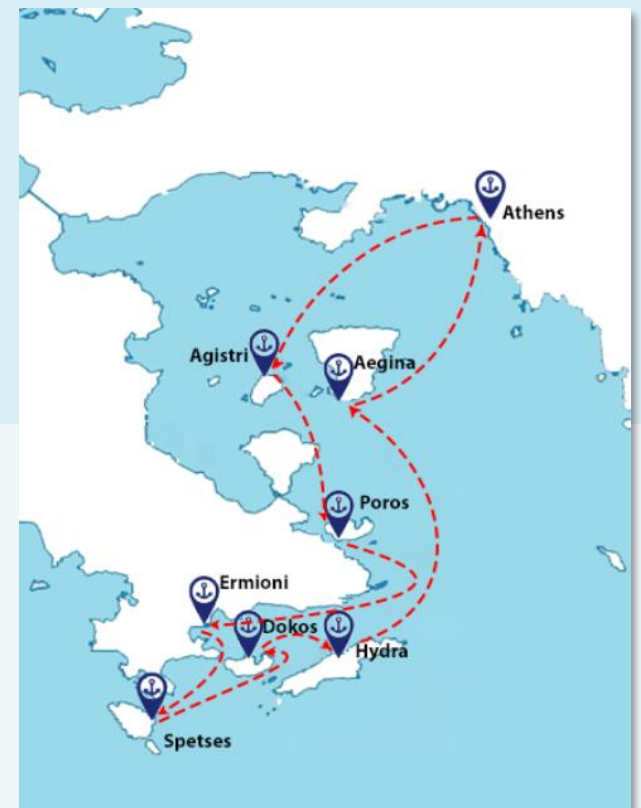 Athens
Agistri
Aegina
Poros
Ermioni
Dokos
Hydra
Spetses